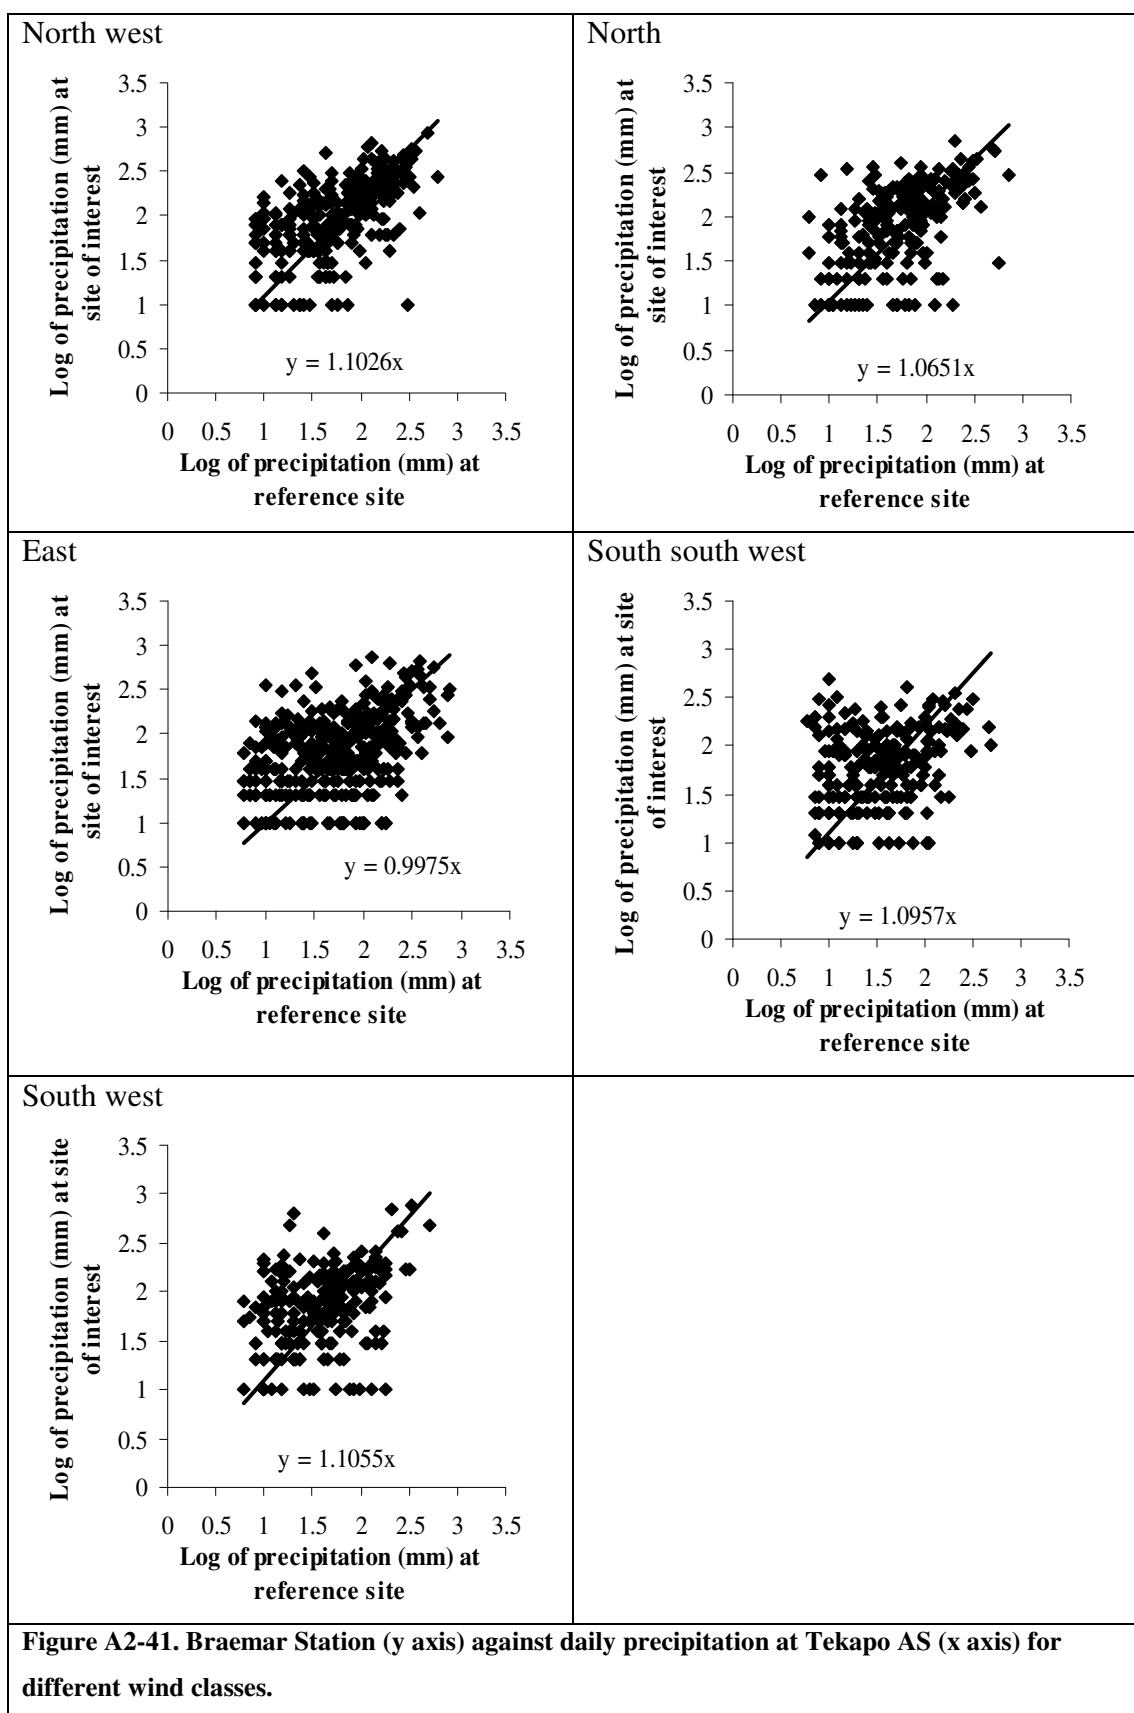 North west
Log of precipitation (mm) at
site of interest
3.5
3
2.5
2
1.5
1
0.5
0
y = 1.1026x
0 0.5 1 1.5 2 2.5 3 3.5
Log of precipitation (mm) at
reference site
North
Log of precipitation (mm) at
site of interest
3.5
3
2.5
2
1.5
1
0.5
0
y = 1.0651x
0 0.5 1 1.5 2 2.5 3 3.5
Log of precipitation (mm) at
reference site
East
Log of precipitation (mm) at
site of interest
3.5
3
2.5
2
1.5
1
0.5
0
y = 0.9975x
0 0.5 1 1.5 2 2.5 3 3.5
Log of precipitation (mm) at
reference site
South south west
Log of precipitation (mm) at site
of interest
3.5
3
2.5
2
1.5
1
0.5
0
y = 1.0957x
0 0.5 1 1.5 2 2.5 3 3.5
Log of precipitation (mm) at
reference site
South west
Log of precipitation (mm) at site
of interest
3.5
3
2.5
2
1.5
1
0.5
0
y = 1.1055x
0 0.5 1 1.5 2 2.5 3 3.5
Log of precipitation (mm) at
reference site
Figure A2-41. Braemar Station (y axis) against daily precipitation at Tekapo AS (x axis) for
different wind classes.